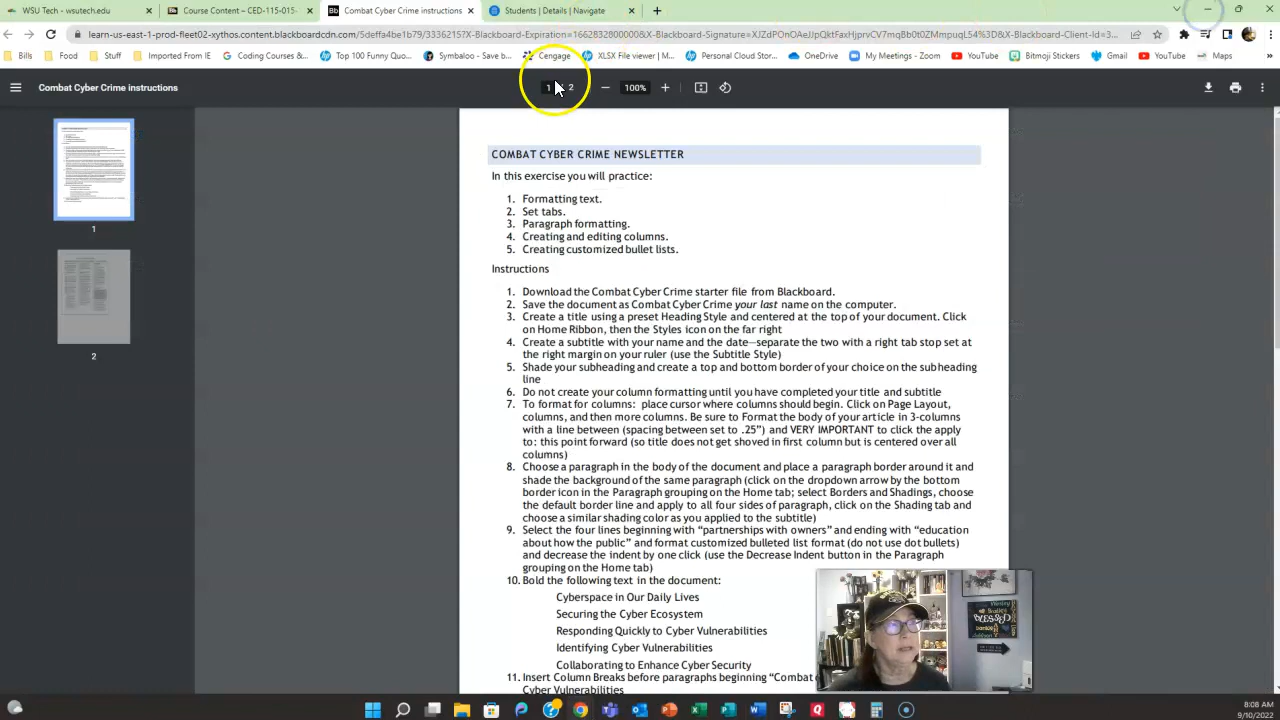 WSU Tech - wsutech.edu
Course Content – CED-115-015-
Combat Cyber Crime instructions
Students | Details | Navigate
learn-us-east-1-prod-fleet02-xythos.content.blackboardcdn.com/5deffa4be1b79/3336215?X-Blackboard-Expiration=1662832800000&X-Blackboard-Signature=
Bills Food Stuff Imported From IE Coding Courses &... Top 100 Funny Quo... Symbaloo - Save b... Cengage XLSX File viewer | M... Personal Cloud Stor... OneDrive My Meetings - Zoom YouTube Bitmoji Stickers Gmail YouTube Maps
Combat Cyber Crime instructions 1 2 100%
COMBAT CYBER CRIME NEWSLETTER
In this exercise you will practice:
1. Formatting text.
2. Set tabs.
3. Paragraph formatting.
4. Creating and editing columns.
5. Creating customized bullet lists.
Instructions
1. Download the Combat Cyber Crime starter file from Blackboard.
2. Save the document as Combat Cyber Crime your last name on the computer.
3. Create a title using a preset Heading Style and centered at the top of your document. Click
on Home Ribbon, then the Styles icon on the far right
4. Create a subtitle with your name and the date—separate the two with a right tab stop set at
the right margin on your ruler (use the Subtitle Style)
5. Shade your subheading and create a top and bottom border of your choice on the subheading
line
6. Do not create your column formatting until you have completed your title and subtitle
7. To format for columns: place cursor where columns should begin. Click on Page Layout,
columns, and then more columns. Be sure to Format the body of your article in 3-columns
with a line between (spacing between set to .25”) and VERY IMPORTANT to click the apply
to: this point forward (so title does not get shoved in first column but is centered over all
columns)
8. Choose a paragraph in the body of the document and place a paragraph border around it and
shade the background of the same paragraph (click on the dropdown arrow by the bottom
border icon in the Paragraph grouping on the Home tab; select Borders and Shadings, choose
the default border line and apply to all four sides of paragraph, click on the Shading tab and
choose a similar shading color as you applied to the subtitle)
9. Select the four lines beginning with “partnerships with owners” and ending with “education
about how the public” and format customized bulleted list format (do not use dot bullets)
and decrease the indent by one click (use the Decrease Indent button in the Paragraph
grouping on the Home tab)
10. Bold the following text in the document:
Cyberspace in Our Daily Lives
Securing the Cyber Ecosystem
Responding Quickly to Cyber Vulnerabilities
Identifying Cyber Vulnerabilities
Collaborating to Enhance Cyber Security
11. Insert Column Breaks before paragraphs beginning “Combat
Cyber Vulnerabilities
1
2
BLESSED
8:08 AM
9/10/2022